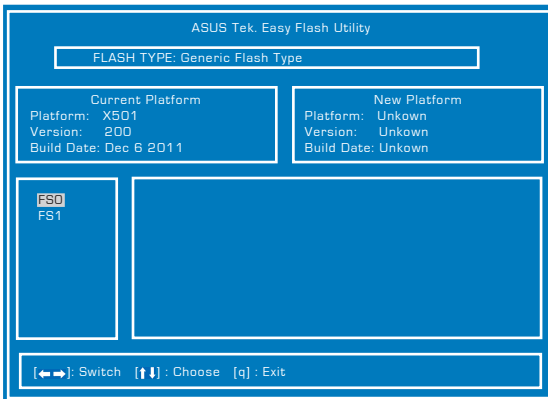 ASUS Tek. Easy Flash Utility
FLASH TYPE: Generic Flash Type
Current Platform
Platform: X501
Version: 200
Build Date: Dec 6 2011
New Platform
Platform: Unkown
Version: Unkown
Build Date: Unkown
FS0
FS1
[←→]: Switch [↑↓] : Choose [q] : Exit